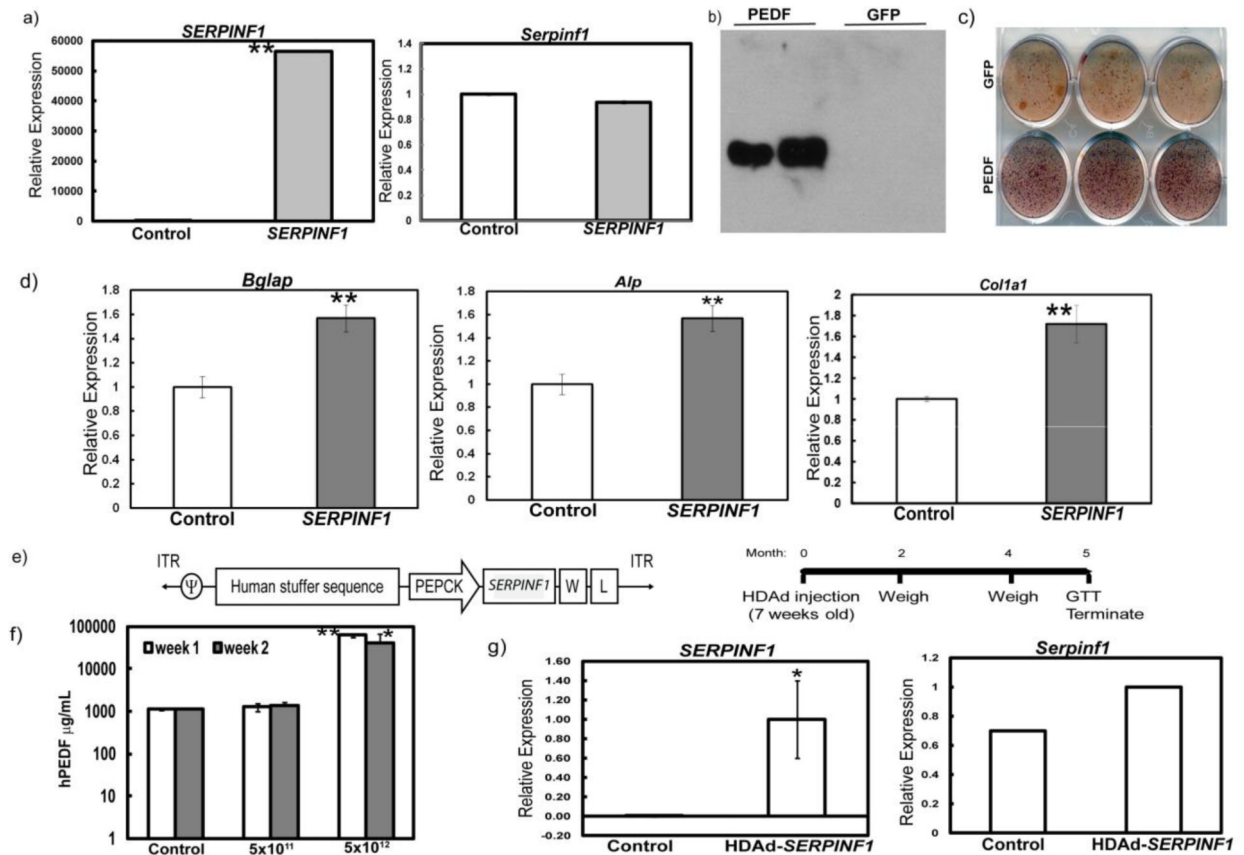 a)
SERPINF1
60000
50000
40000
30000
20000
10000
0
**
Relative Expression
Control
SERPINF1
Serpinf1
1.4
1.2
1
0.8
0.6
0.4
0.2
0
Relative Expression
Control
SERPINF1
b)
PEDF
GFP
c)
GFP
PEDF
d)
Bglap
1.8
1.6
1.4
1.2
1
0.8
0.6
0.4
0.2
0
**
Relative Expression
Control
SERPINF1
Alp
1.8
1.6
1.4
1.2
1
0.8
0.6
0.4
0.2
0
**
Relative Expression
Control
SERPINF1
Col1a1
2
1.8
1.6
1.4
1.2
1
0.8
0.6
0.4
0.2
0
**
Relative Expression
Control
SERPINF1
e)
ITR
ITR
Ψ
Human stuffer sequence
PEPCK
SERPINF1
W
L
Month: 0 2 4 5
HDAd injection Weigh Weigh GTT
(7 weeks old) Terminate
f)
100000
10000
1000
100
10
1
hPEDF µg/mL
week 1 week 2
** *
Control 5x10¹¹ 5x10¹²
g)
SERPINF1
1.60
1.40
1.20
1.00
0.80
0.60
0.40
0.20
0.00
-0.20
*
Relative Expression
Control HDAd-SERPINF1
Serpinf1
1.2
1
0.8
0.6
0.4
0.2
0
Relative Expression
Control HDAd-SERPINF1